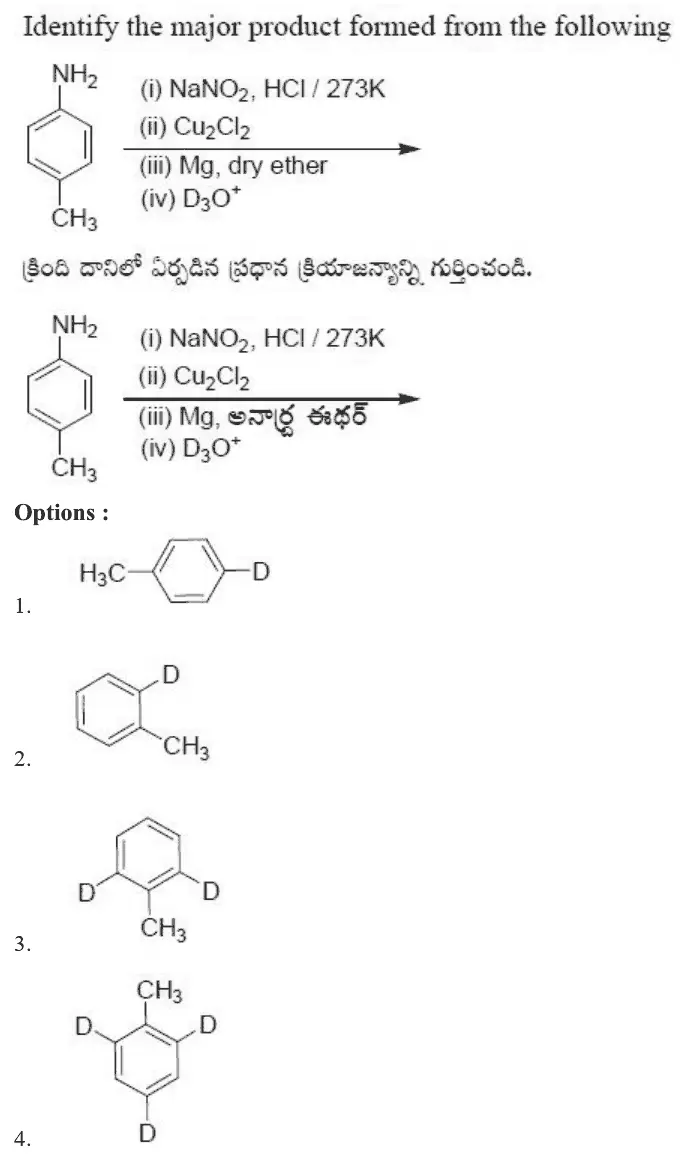 Identify the major product formed from the following
NH₂
(i) NaNO₂, HCl / 273K
(ii) Cu₂Cl₂
(iii) Mg, dry ether
(iv) D₃O⁺
CH₃
క్రింది దానిలో ఏర్పడిన ప్రధాన క్రియాజన్యాన్ని గుర్తించండి.
NH₂
(i) NaNO₂, HCl / 273K
(ii) Cu₂Cl₂
(iii) Mg, అనార్ద్ర ఈథర్
(iv) D₃O⁺
CH₃
Options :
H₃C D
1.
D
CH₃
2.
D D
CH₃
3.
CH₃
D D
D
4.